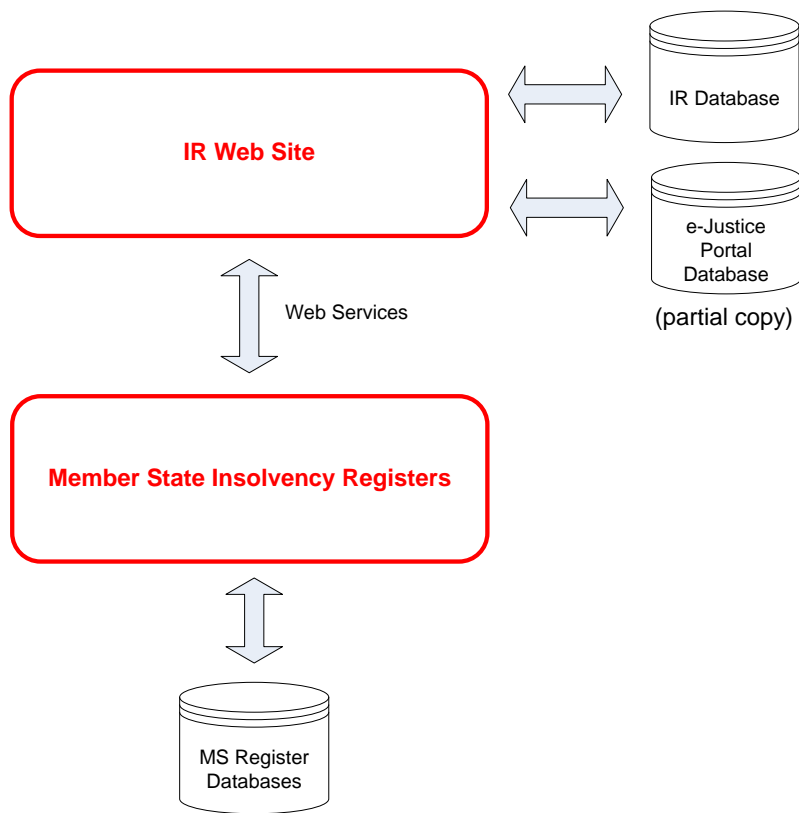 IR Web Site
IR Database
e-Justice
Portal
Database
(partial copy)
Web Services
Member State Insolvency Registers
MS Register
Databases